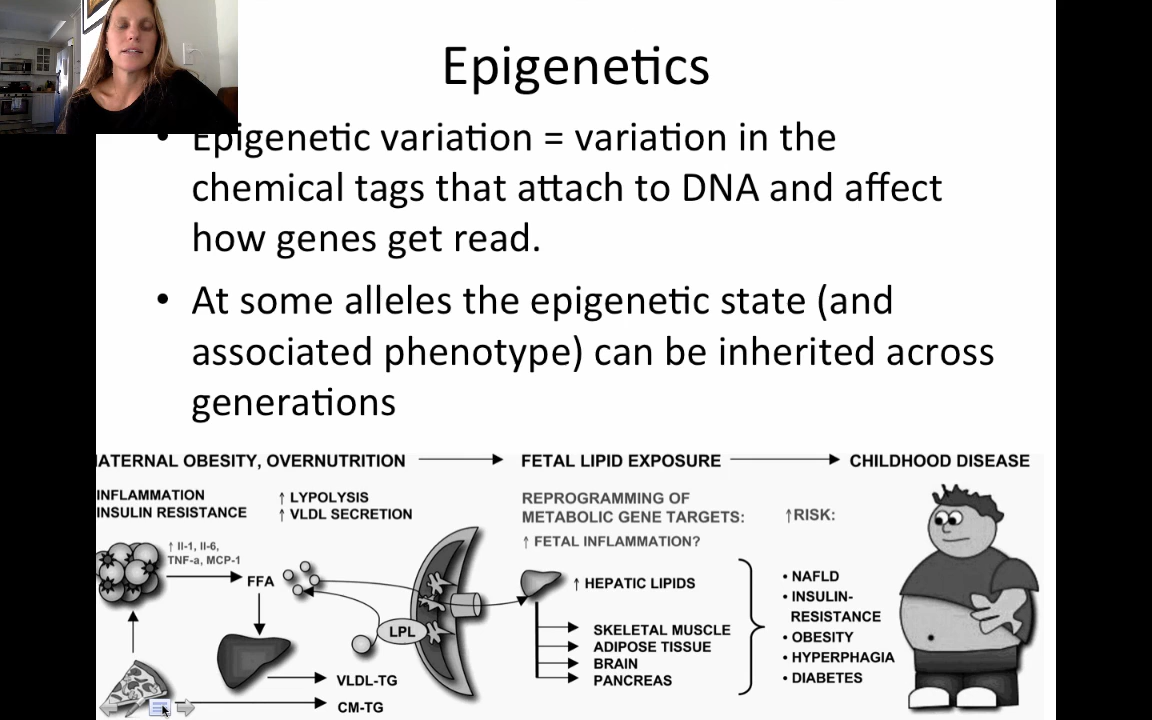 Epigenetics
• Epigenetic variation = variation in the
chemical tags that attach to DNA and affect
how genes get read.
• At some alleles the epigenetic state (and
associated phenotype) can be inherited across
generations
ATERNAL OBESITY, OVERNUTRITION
FETAL LIPID EXPOSURE
CHILDHOOD DISEASE
INFLAMMATION
INSULIN RESISTANCE
↑ LYPOLYSIS
↑ VLDL SECRETION
↑ Il-1, Il-6,
TNF-a, MCP-1
FFA
LPL
VLDL-TG
CM-TG
REPROGRAMMING OF
METABOLIC GENE TARGETS:
↑ FETAL INFLAMMATION?
↑ HEPATIC LIPIDS
SKELETAL MUSCLE
ADIPOSE TISSUE
BRAIN
PANCREAS
↑RISK:
• NAFLD
• INSULIN-
RESISTANCE
• OBESITY
• HYPERPHAGIA
• DIABETES